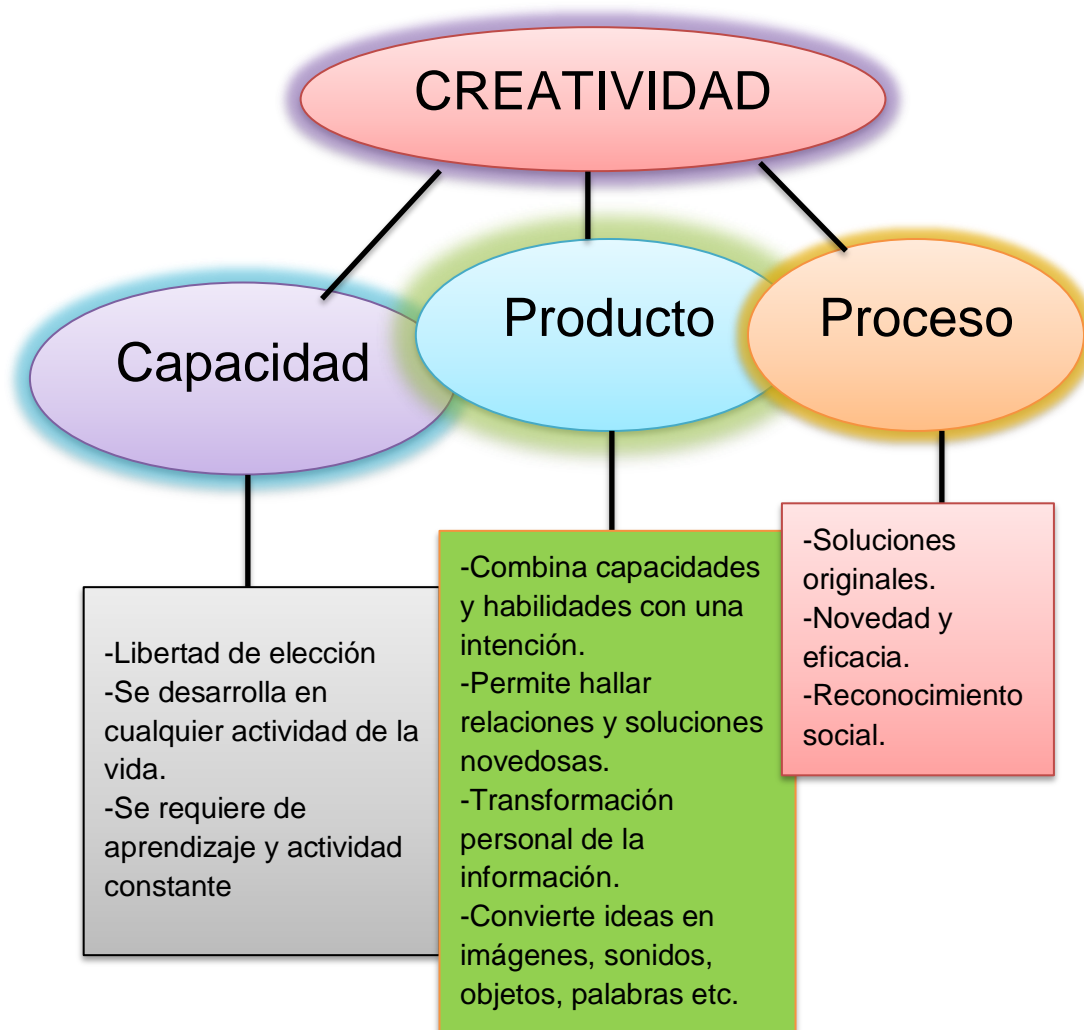 CREATIVIDAD
Capacidad
Producto
Proceso
-Libertad de elección
-Se desarrolla en
cualquier actividad de la
vida.
-Se requiere de
aprendizaje y actividad
constante
-Combina capacidades
y habilidades con una
intención.
-Permite hallar
relaciones y soluciones
novedosas.
-Transformación
personal de la
información.
-Convierte ideas en
imágenes, sonidos,
objetos, palabras etc.
-Soluciones
originales.
-Novedad y
eficacia.
-Reconocimiento
social.